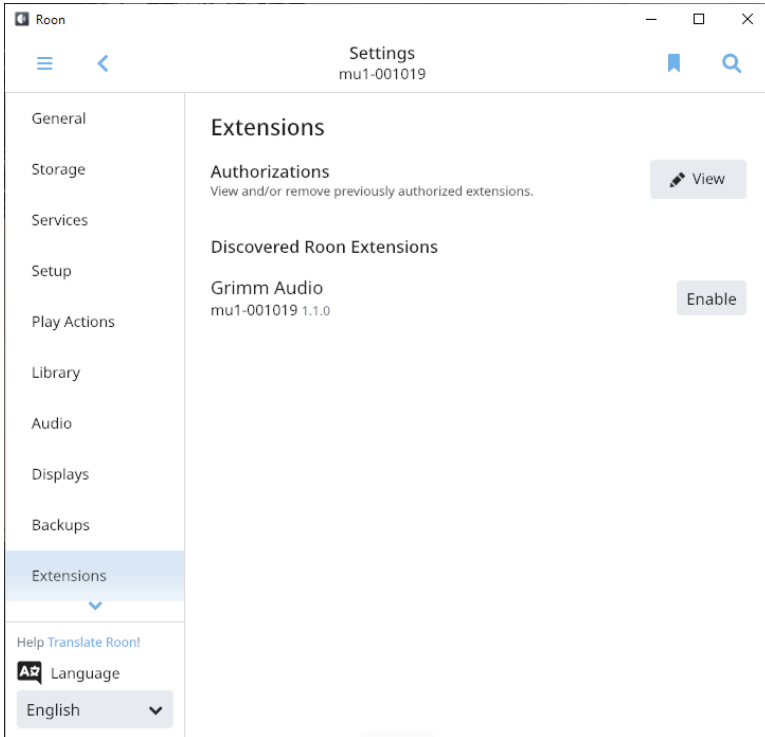 Roon
Settings
mu1-001019
General
Storage
Services
Setup
Play Actions
Library
Audio
Displays
Backups
Extensions
Help Translate Roon!
Language
English
Extensions
Authorizations
View and/or remove previously authorized extensions.
View
Discovered Roon Extensions
Grimm Audio
mu1-001019 1.1.0
Enable